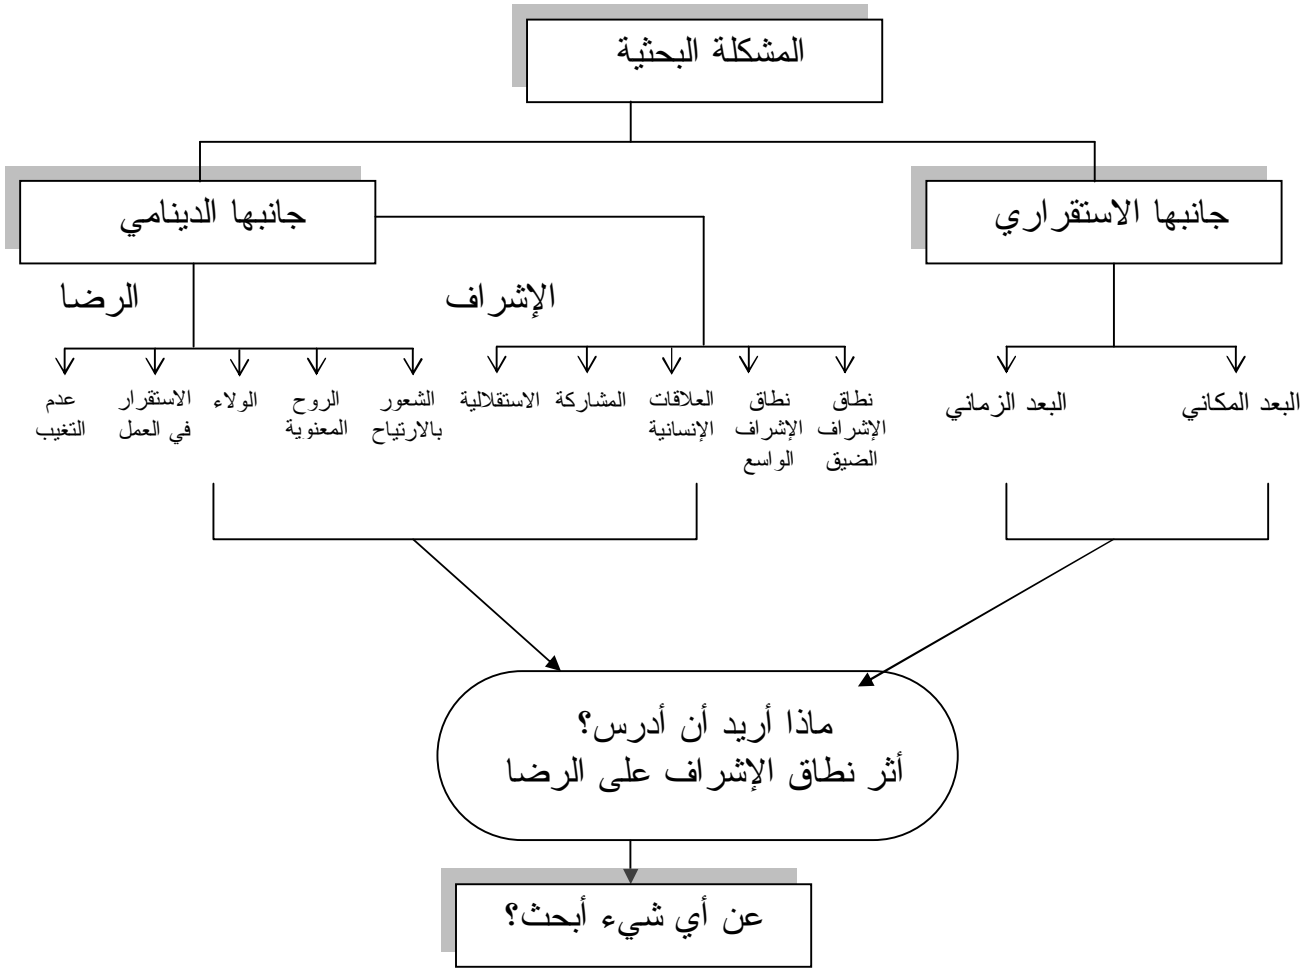 المشكلة البحثية
جانبها الاستقراري
جانبها الدينامي
الإشراف
الرضا
البعد المكاني
البعد الزماني
نطاق
الإشراف
الضيق
نطاق
الإشراف
الواسع
العلاقات
الإنسانية
المشاركة
الاستقلالية
الشعور
بالارتياح
الروح
المعنوية
الولاء
الاستقرار
في العمل
عدم
التغيب
ماذا أريد أن أدرس؟
أثر نطاق الإشراف على الرضا
عن أي شيء أبحث؟